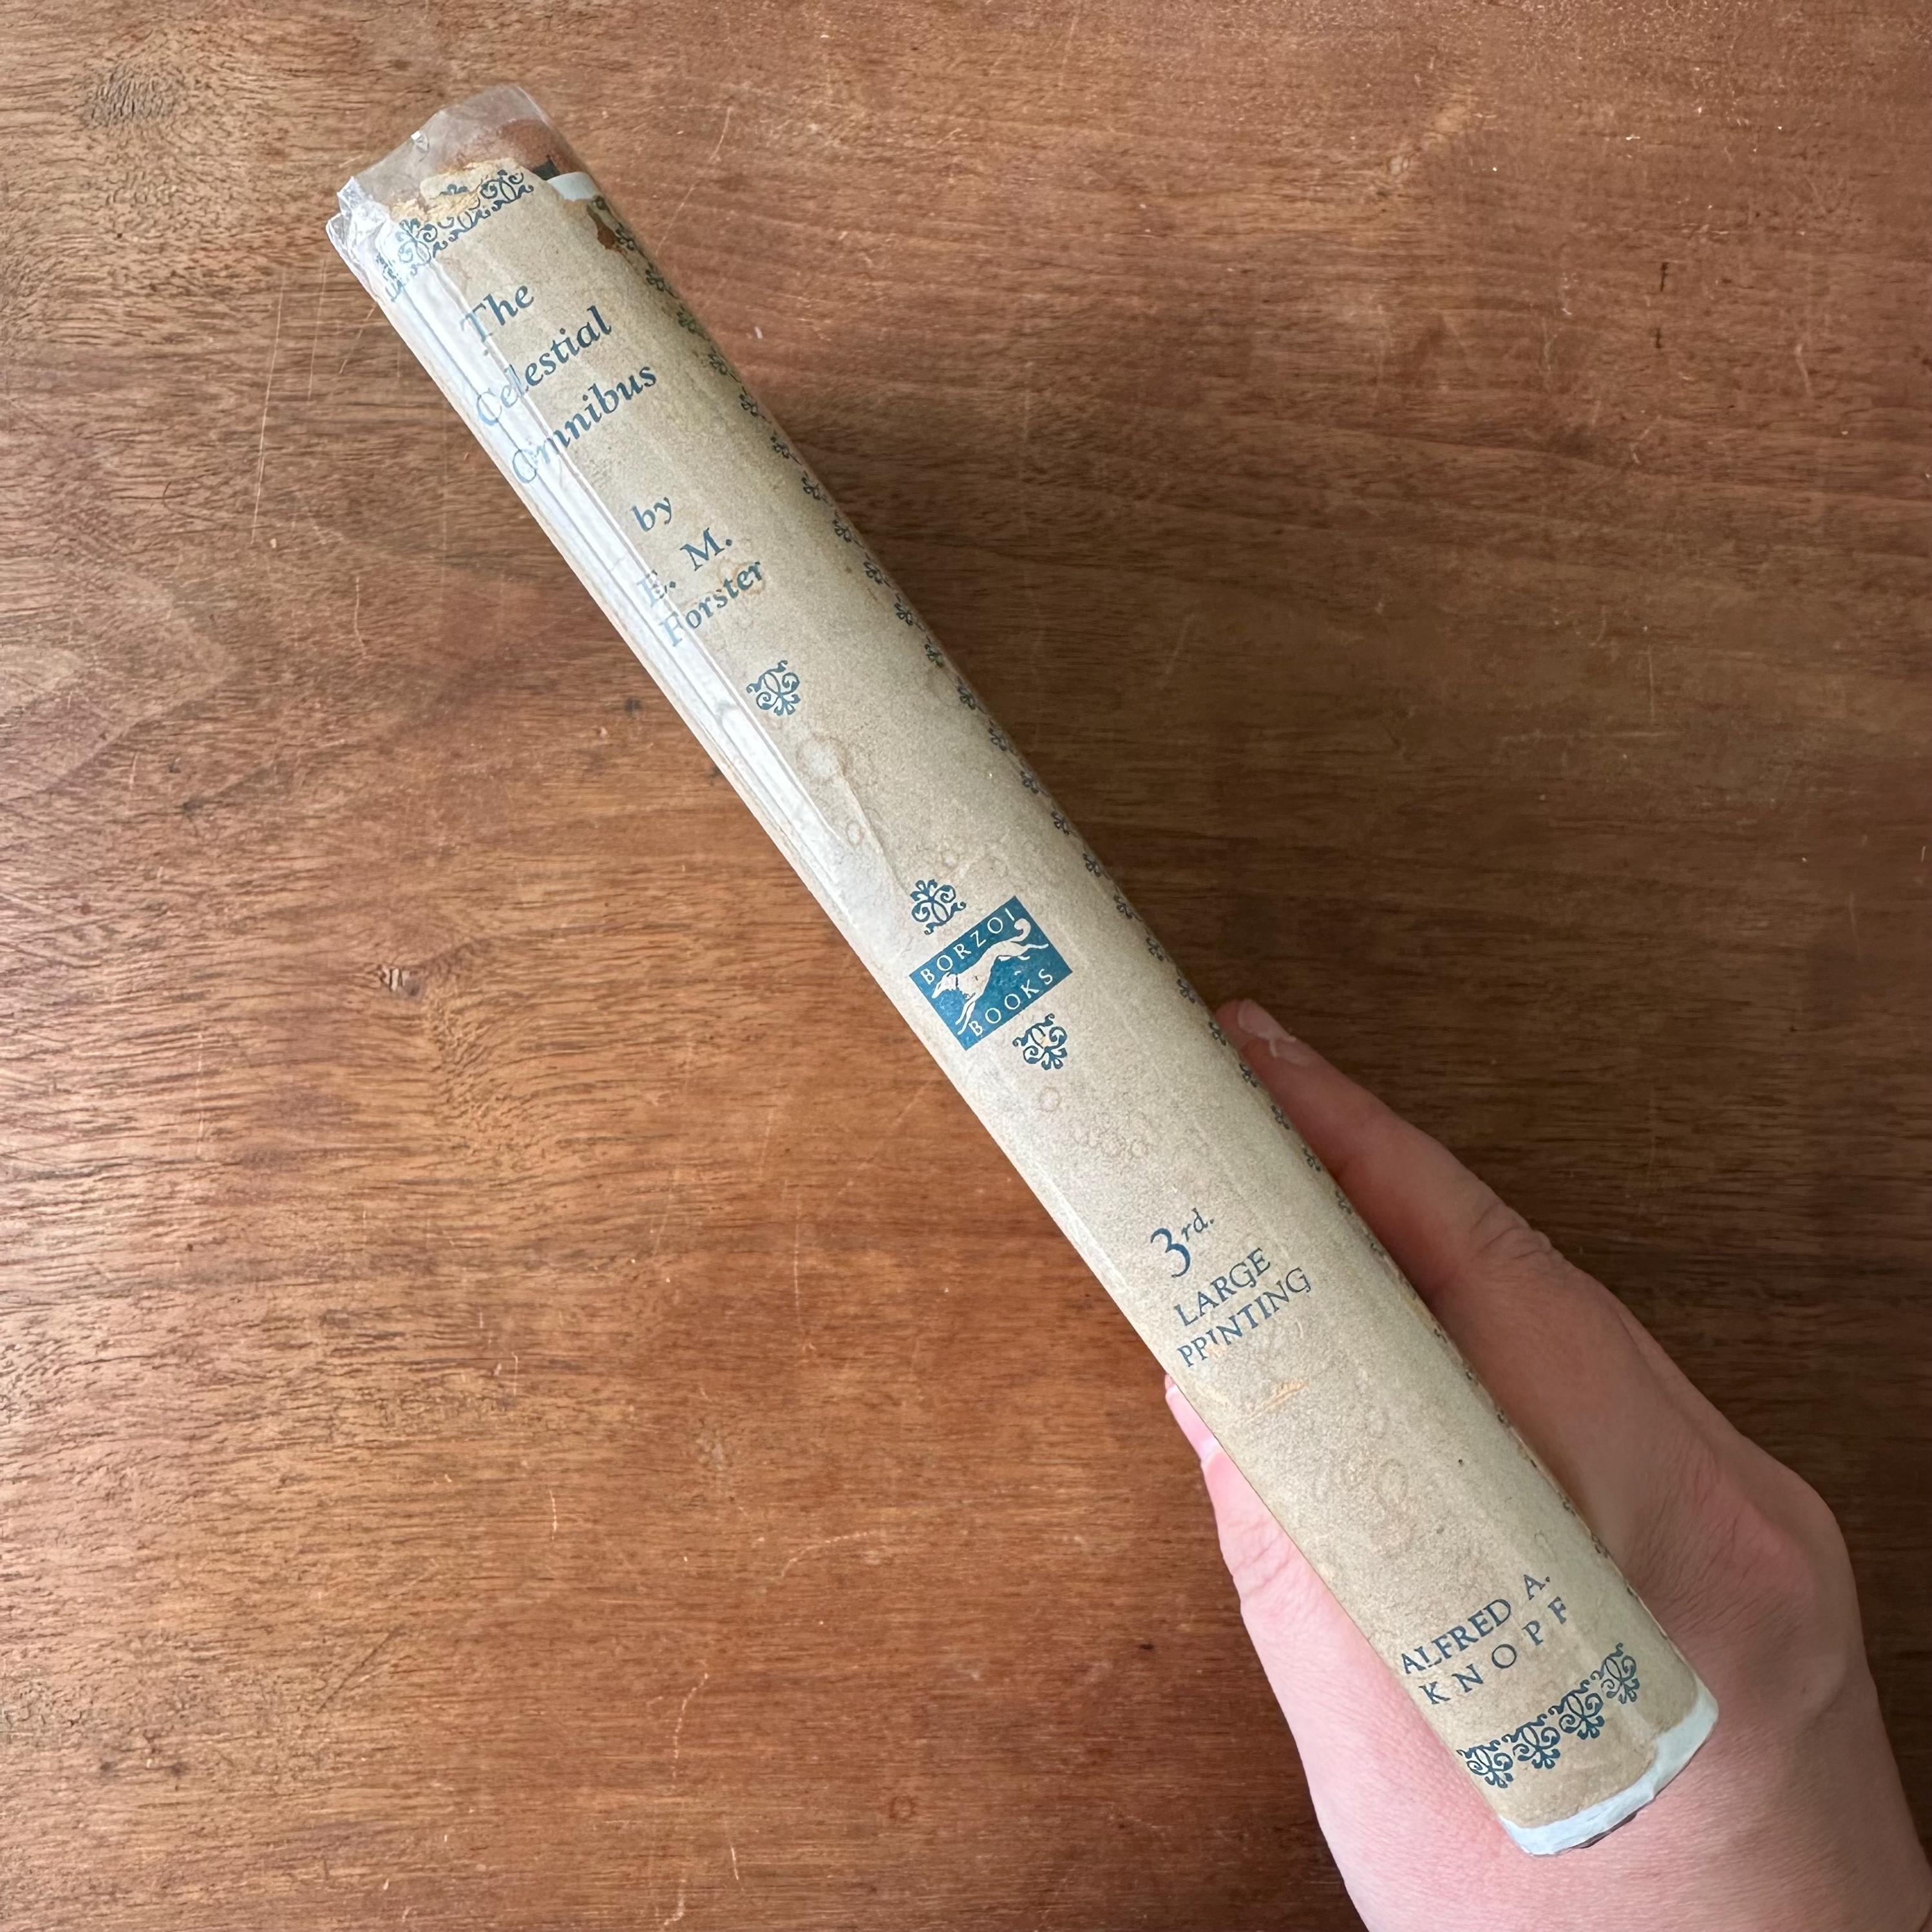 The
Celestial
Omnibus
by
E. M.
Forster
BORZOI
BOOKS
3rd.
LARGE
PRINTING
ALFRED A.
KNOPF